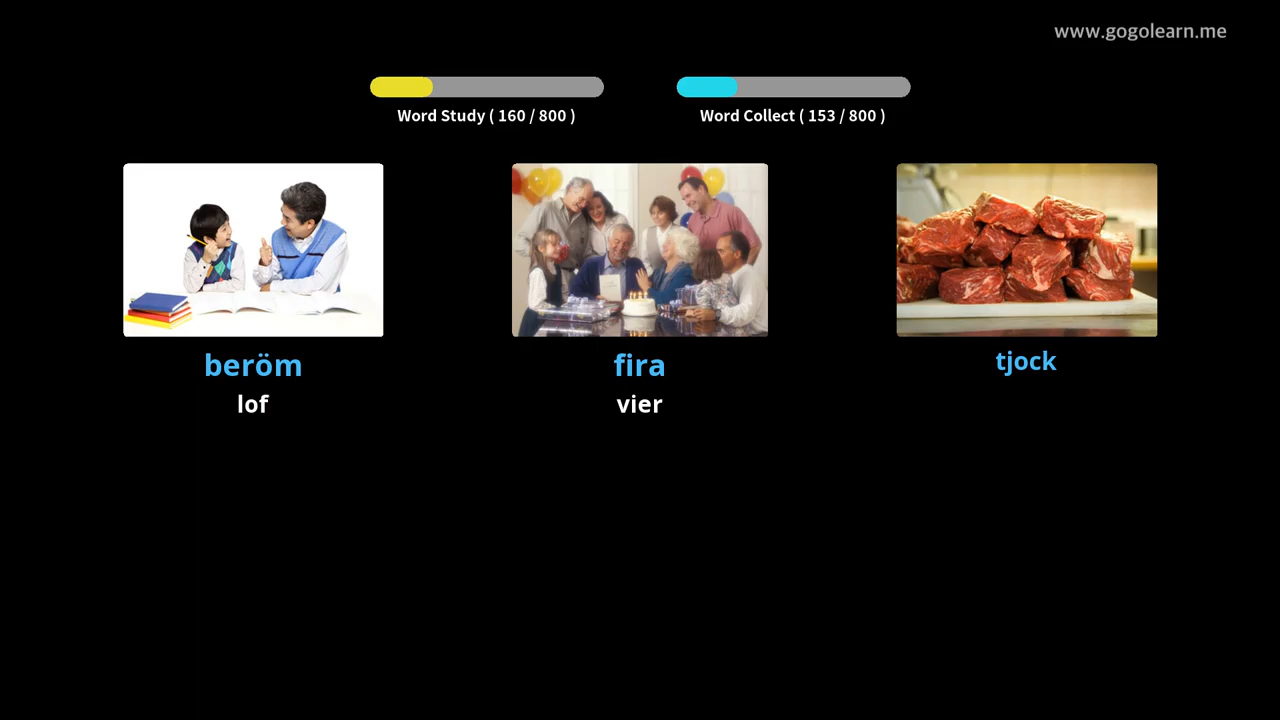 www.gogolearn.me
Word Study ( 160 / 800 )
Word Collect ( 153 / 800 )
beröm
lof
fira
vier
tjock